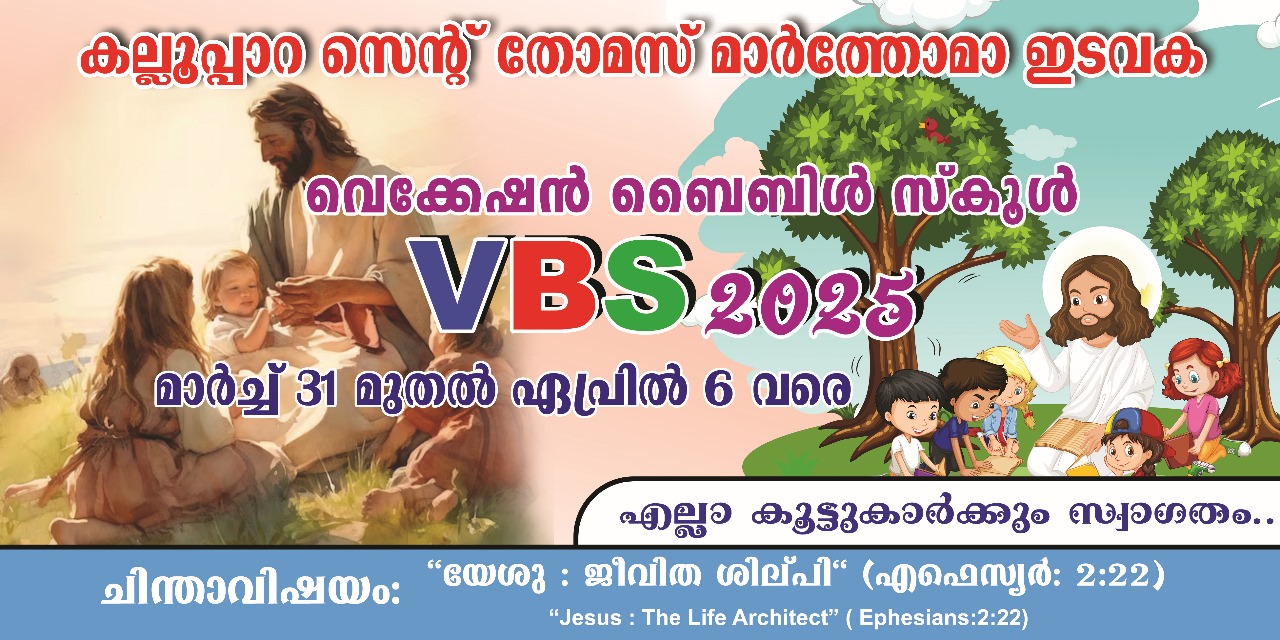 കല്ലൂപ്പാറ സെന്റ് തോമസ് മാർത്തോമാ ഇടവക
വെക്കേഷൻ ബൈബിൾ സ്കൂൾ
VBS 2025
മാർച്ച് 31 മുതൽ ഏപ്രിൽ 6 വരെ
എല്ലാ കൂട്ടുകാർക്കും സ്വാഗതം..
ചിന്താവിഷയം: “യേശു : ജീവിത ശില്പി“ (എഫെസ്യർ: 2:22)
“Jesus : The Life Architect” ( Ephesians:2:22)